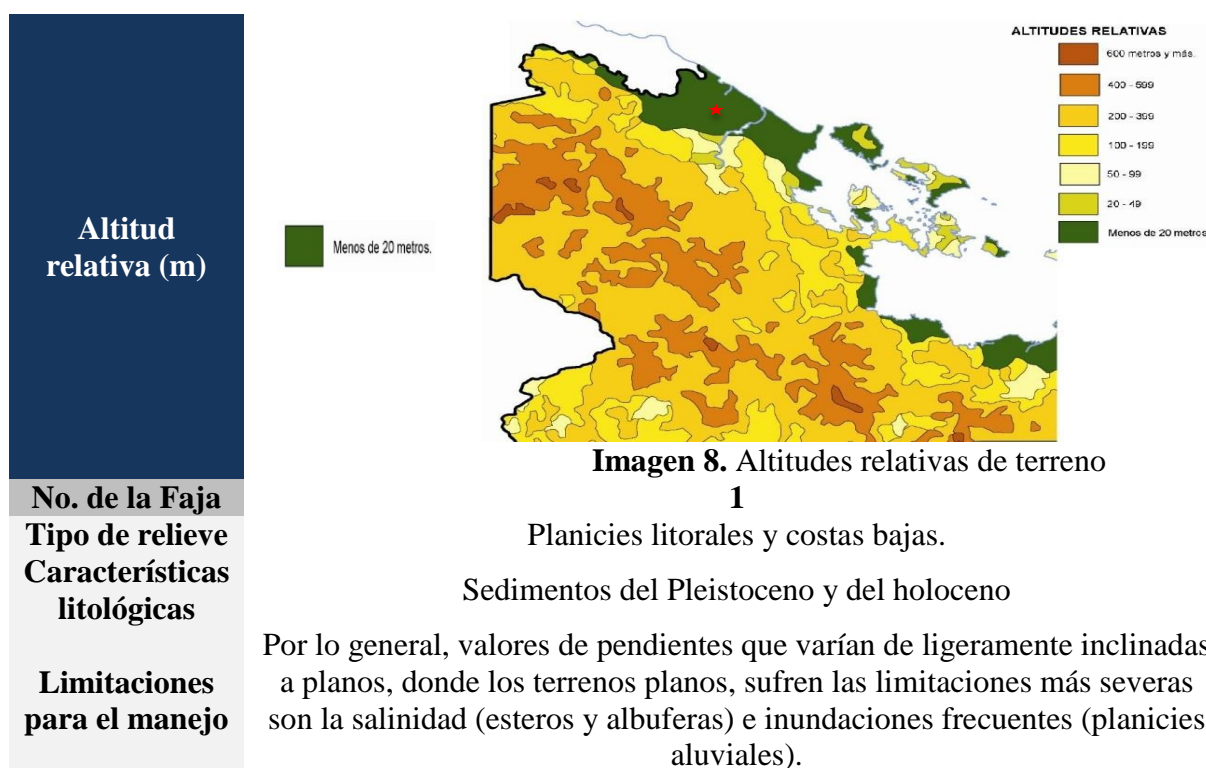 Altitud
relativa (m)
Menos de 20 metros.
ALTITUDES RELATIVAS
600 metros y más.
400 - 599
200 - 399
100 - 199
50 - 99
20 - 49
Menos de 20 metros
Imagen 8. Altitudes relativas de terreno
No. de la Faja
1
Tipo de relieve
Planicies litorales y costas bajas.
Características
litológicas
Sedimentos del Pleistoceno y del holoceno
Limitaciones
para el manejo
Por lo general, valores de pendientes que varían de ligeramente inclinadas
a planos, donde los terrenos planos, sufren las limitaciones más severas
son la salinidad (esteros y albuferas) e inundaciones frecuentes (planicies
aluviales).